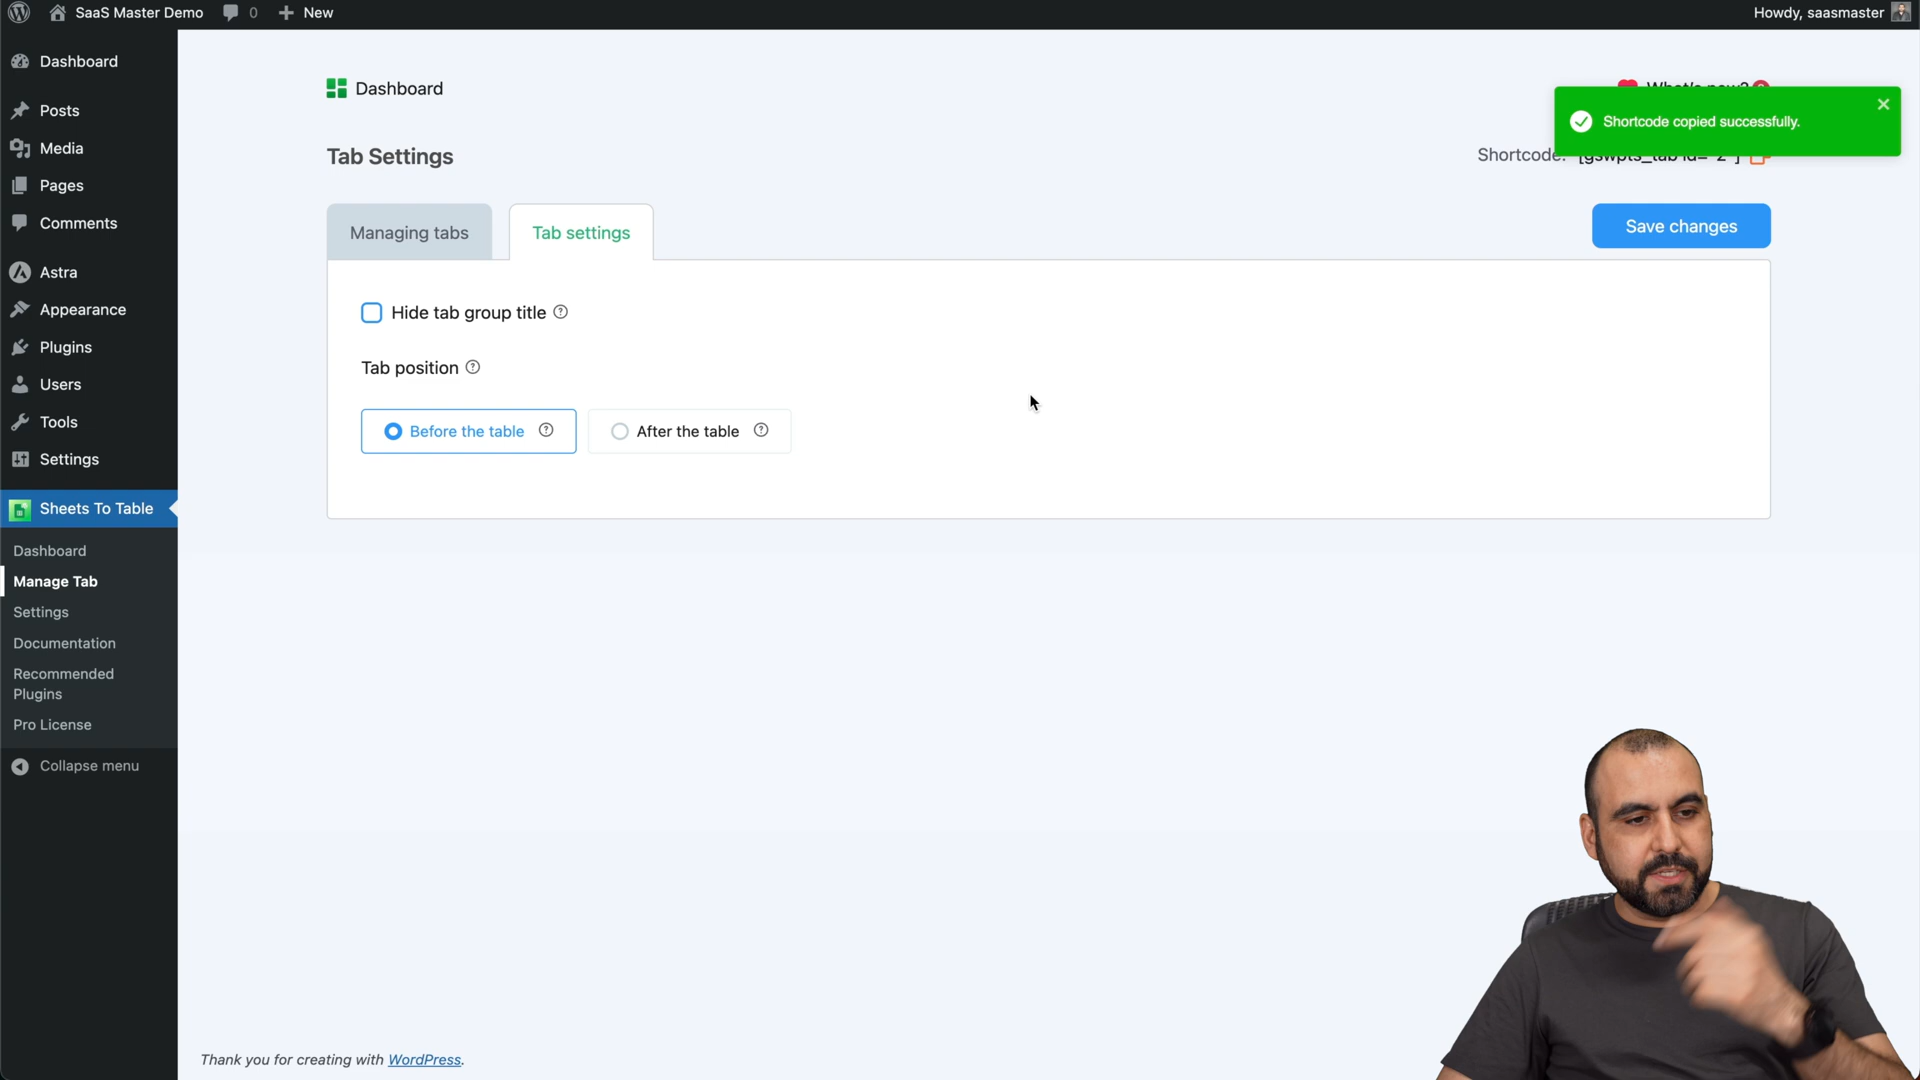 SaaS Master Demo
0
New
Howdy, saasmaster
Dashboard
Posts
Media
Pages
Comments
Astra
Appearance
Plugins
Users
Tools
Settings
Sheets To Table
Dashboard
Manage Tab
Settings
Documentation
Recommended
Plugins
Pro License
Collapse menu
Dashboard
Shortcode copied successfully.
Tab Settings
Shortcode:
Managing tabs
Tab settings
Save changes
Hide tab group title
Tab position
Before the table
After the table
Thank you for creating with WordPress.